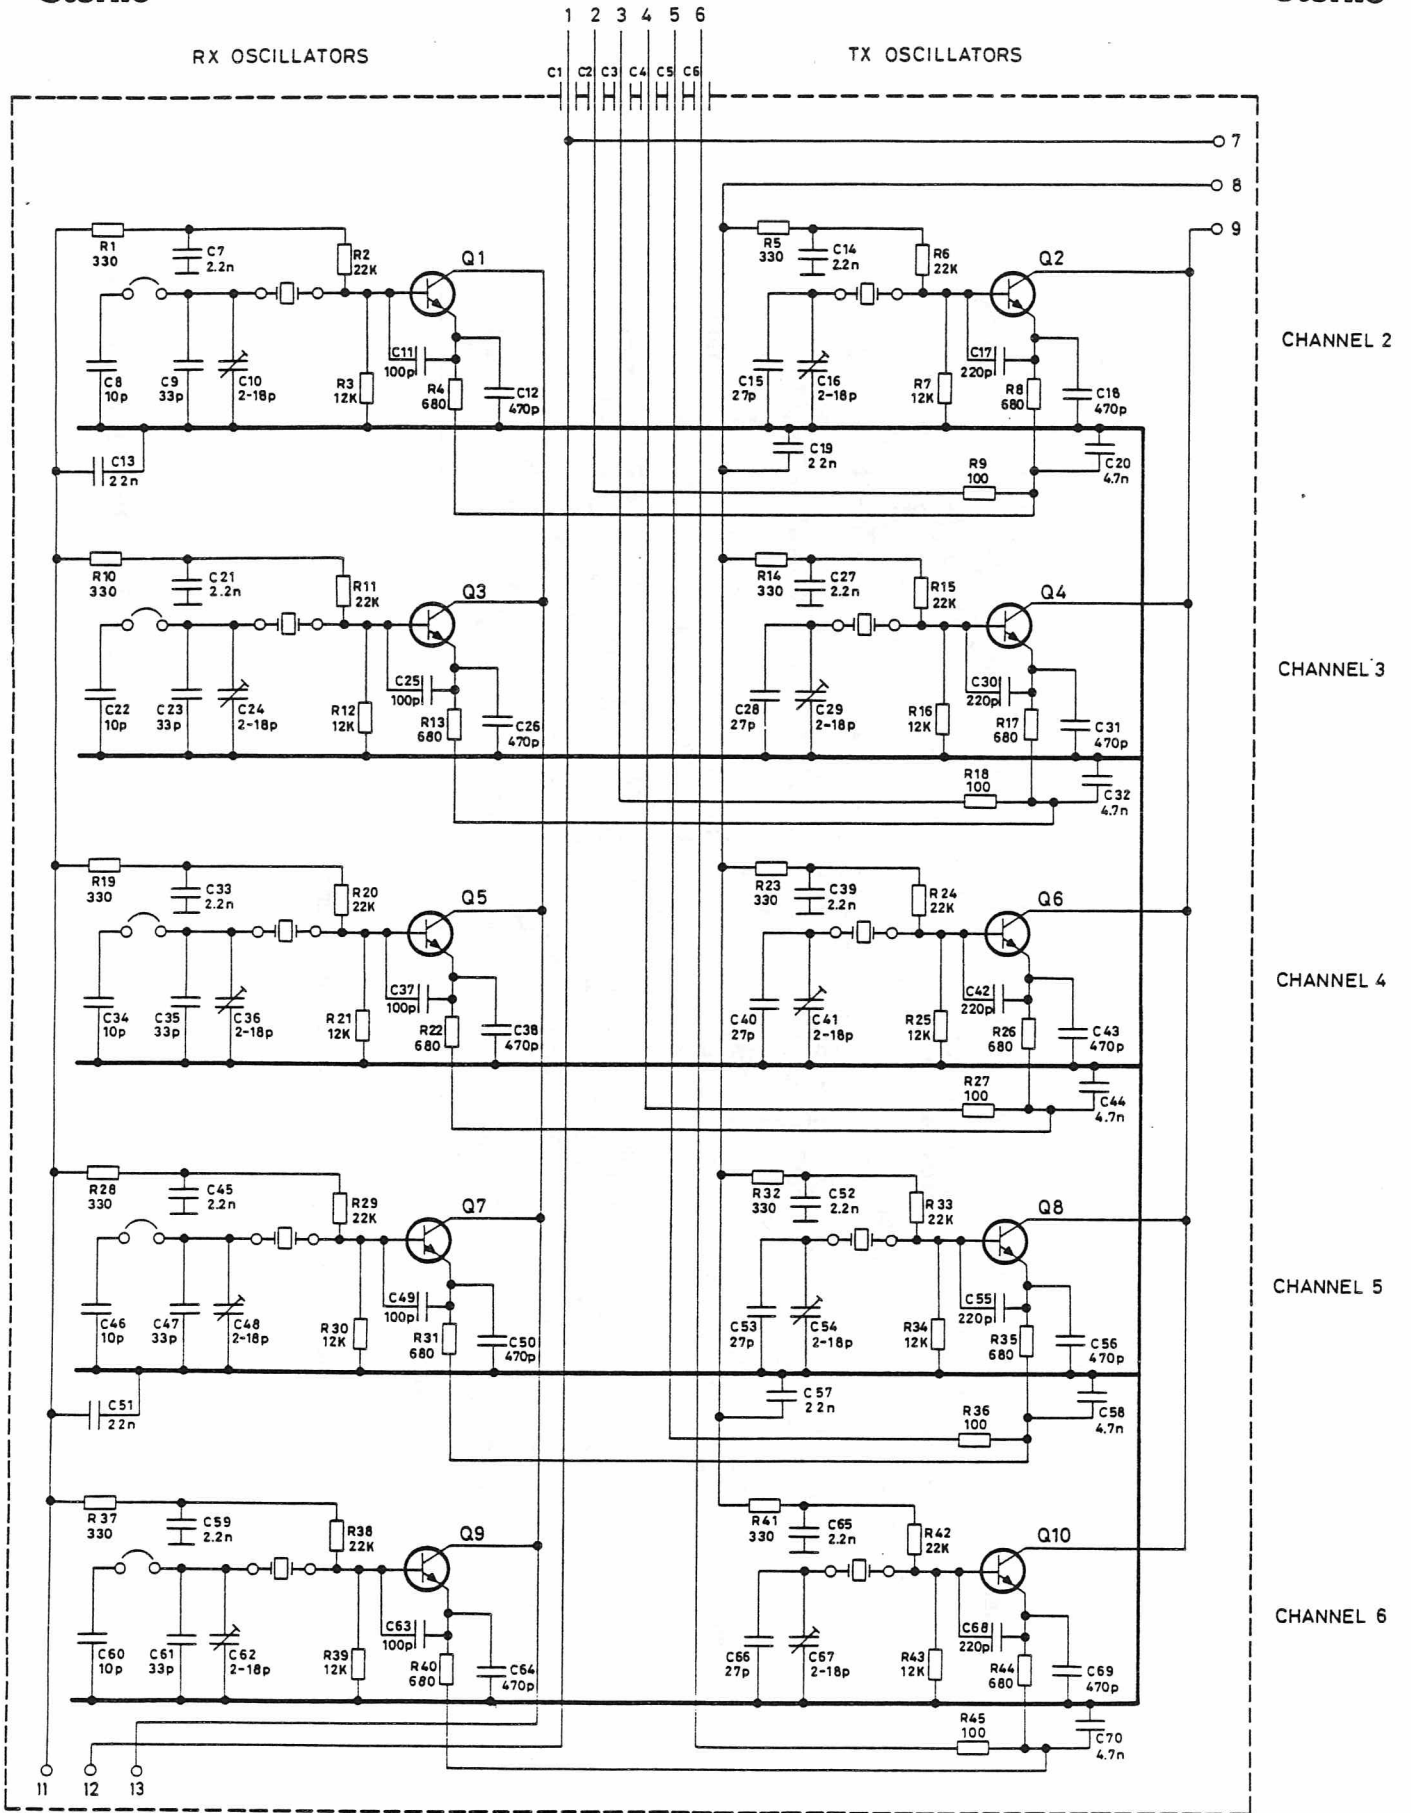 1 2 3 4 5 6
RX OSCILLATORS
TX OSCILLATORS
C1 C2 C3 C4 C5 C6
7
8
9
R1
330
C7
2.2n
R2
22K
Q1
C8
10p
C9
33p
C10
2-18p
R3
12K
C11
100p
R4
680
C12
470p
C13
22n
R5
330
C14
2.2n
R6
22K
Q2
C15
27p
C16
2-18p
R7
12K
C17
220p
R8
680
C18
470p
C19
22n
R9
100
C20
4.7n
CHANNEL 2
R10
330
C21
2.2n
R11
22K
Q3
C22
10p
C23
33p
C24
2-18p
R12
12K
C25
100p
R13
680
C26
470p
R14
330
C27
2.2n
R15
22K
Q4
C28
27p
C29
2-18p
R16
12K
C30
220p
R17
680
C31
470p
R18
100
C32
4.7n
CHANNEL 3
R19
330
C33
2.2n
R20
22K
Q5
C34
10p
C35
33p
C36
2-18p
R21
12K
C37
100p
R22
680
C38
470p
R23
330
C39
2.2n
R24
22K
Q6
C40
27p
C41
2-18p
R25
12K
C42
220p
R26
680
C43
470p
R27
100
C44
4.7n
CHANNEL 4
R28
330
C45
2.2n
R29
22K
Q7
C46
10p
C47
33p
C48
2-18p
R30
12K
C49
100p
R31
680
C50
470p
C51
22n
R32
330
C52
2.2n
R33
22K
Q8
C53
27p
C54
2-18p
R34
12K
C55
220p
R35
680
C56
470p
C57
22n
R36
100
C58
4.7n
CHANNEL 5
R37
330
C59
2.2n
R38
22K
Q9
C60
10p
C61
33p
C62
2-18p
R39
12K
C63
100p
R40
680
C64
470p
R41
330
C65
2.2n
R42
22K
Q10
C66
27p
C67
2-18p
R43
12K
C68
220p
R44
680
C69
470p
R45
100
C70
4.7n
CHANNEL 6
11 12 13